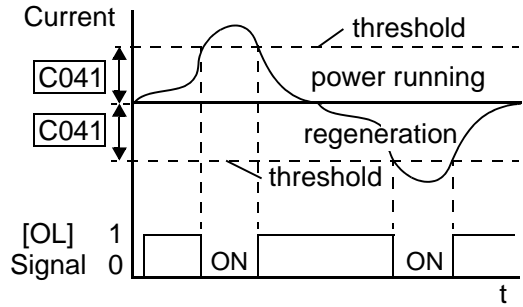 Current
threshold
C041
power running
C041
regeneration
threshold
[OL] 1
Signal 0 ON ON
t